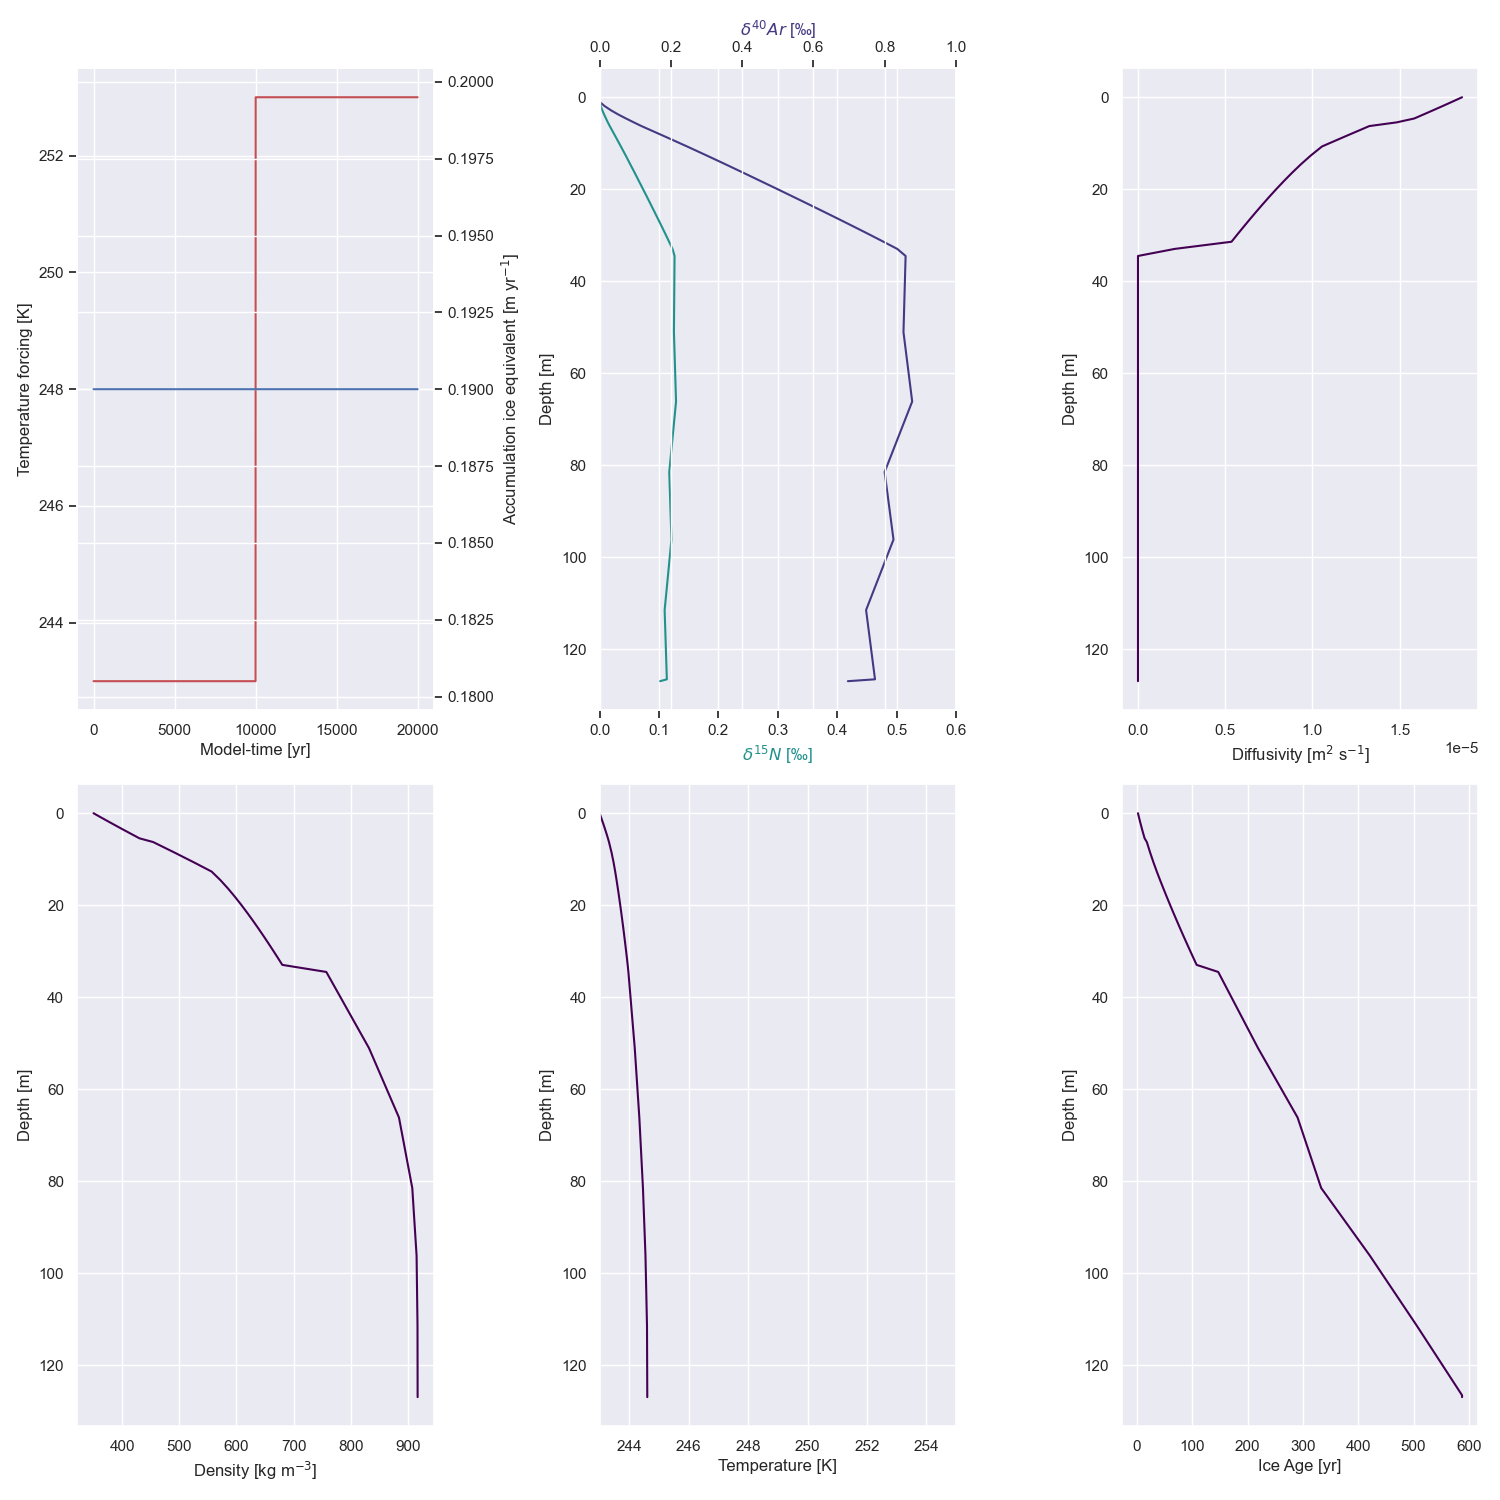 δ⁴⁰Ar [‰]
0.0 0.2 0.4 0.6 0.8 1.0
Temperature forcing [K]
252
250
248
246
244
0 5000 10000 15000 20000
Model-time [yr]
0.2000
0.1975
0.1950
0.1925
0.1900
0.1875
0.1850
0.1825
0.1800
Accumulation ice equivalent [m yr⁻¹]
Depth [m]
0
20
40
60
80
100
120
0.0 0.1 0.2 0.3 0.4 0.5 0.6
δ¹⁵N [‰]
Depth [m]
0
20
40
60
80
100
120
0.0 0.5 1.0 1.5
1e−5
Diffusivity [m² s⁻¹]
Depth [m]
0
20
40
60
80
100
120
400 500 600 700 800 900
Density [kg m⁻³]
Depth [m]
0
20
40
60
80
100
120
244 246 248 250 252 254
Temperature [K]
Depth [m]
0
20
40
60
80
100
120
0 100 200 300 400 500 600
Ice Age [yr]